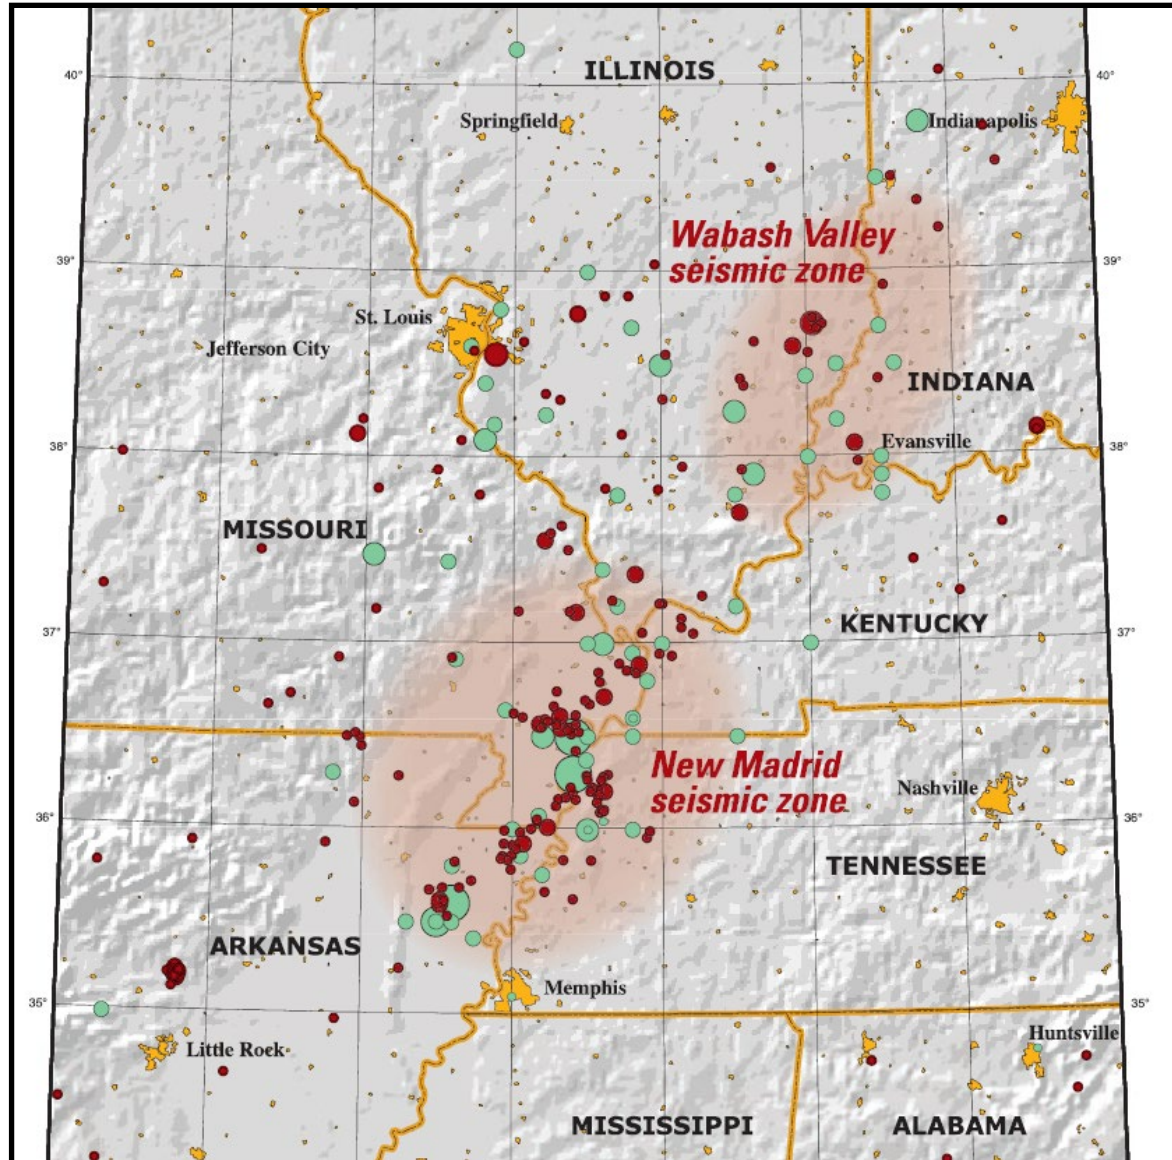 ILLINOIS
40°
40°
Springfield
Indianapolis
Wabash Valley
seismic zone
39°
39°
St. Louis
Jefferson City
INDIANA
Evansville
38°
38°
MISSOURI
KENTUCKY
37°
37°
New Madrid
seismic zone
Nashville
36°
36°
TENNESSEE
ARKANSAS
Memphis
35°
35°
Huntsville
Little Rock
MISSISSIPPI
ALABAMA